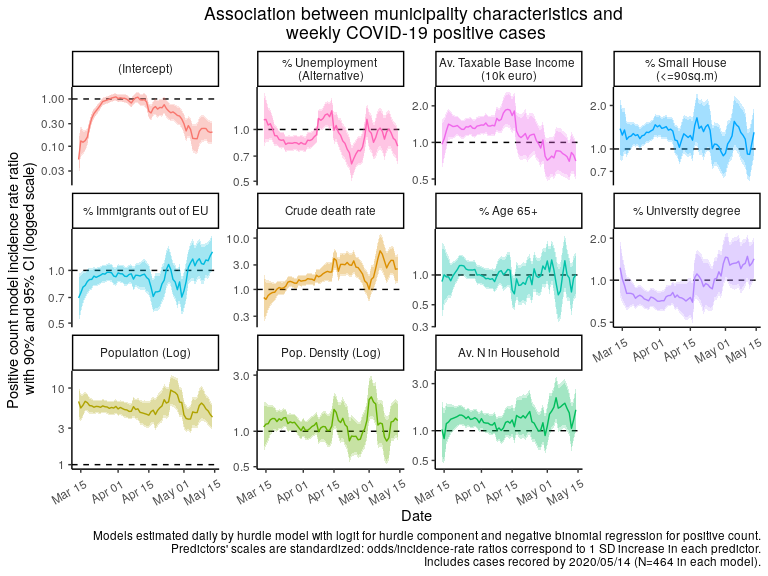 Association between municipality characteristics and
weekly COVID-19 positive cases
Positive count model incidence rate ratio
with 90% and 95% CI (logged scale)
(Intercept)
1.00
0.30
0.10
0.03
% Unemployment
(Alternative)
1.0
0.7
0.5
Av. Taxable Base Income
(10k euro)
2.0
1.0
0.5
% Small House
(<=90sq.m)
2.0
1.0
0.7
% Immigrants out of EU
1.0
0.7
0.5
Crude death rate
10.0
3.0
1.0
0.3
% Age 65+
2.0
1.0
0.5
0.3
% University degree
2.0
1.0
0.5
Mar 15
Apr 01
Apr 15
May 01
May 15
Population (Log)
10
3
1
Mar 15
Apr 01
Apr 15
May 01
May 15
Pop. Density (Log)
3.0
1.0
0.5
Mar 15
Apr 01
Apr 15
May 01
May 15
Av. N in Household
3.0
1.0
0.5
Mar 15
Apr 01
Apr 15
May 01
May 15
Date
Models estimated daily by hurdle model with logit for hurdle component and negative binomial regression for positive count.
Predictors' scales are standardized: odds/incidence-rate ratios correspond to 1 SD increase in each predictor.
Includes cases recored by 2020/05/14 (N=464 in each model).